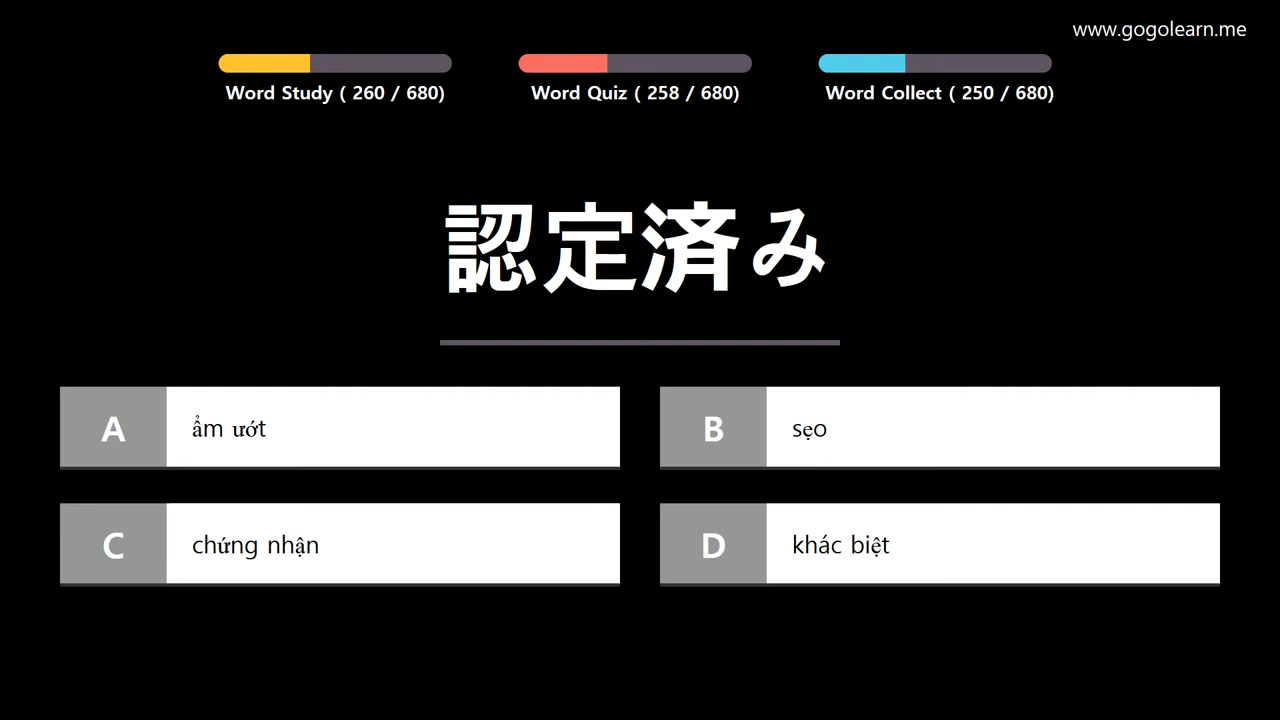 www.gogolearn.me
Word Study ( 260 / 680)
Word Quiz ( 258 / 680)
Word Collect ( 250 / 680)
認定済み
A
ẩm ướt
B
sẹo
C
chứng nhận
D
khác biệt